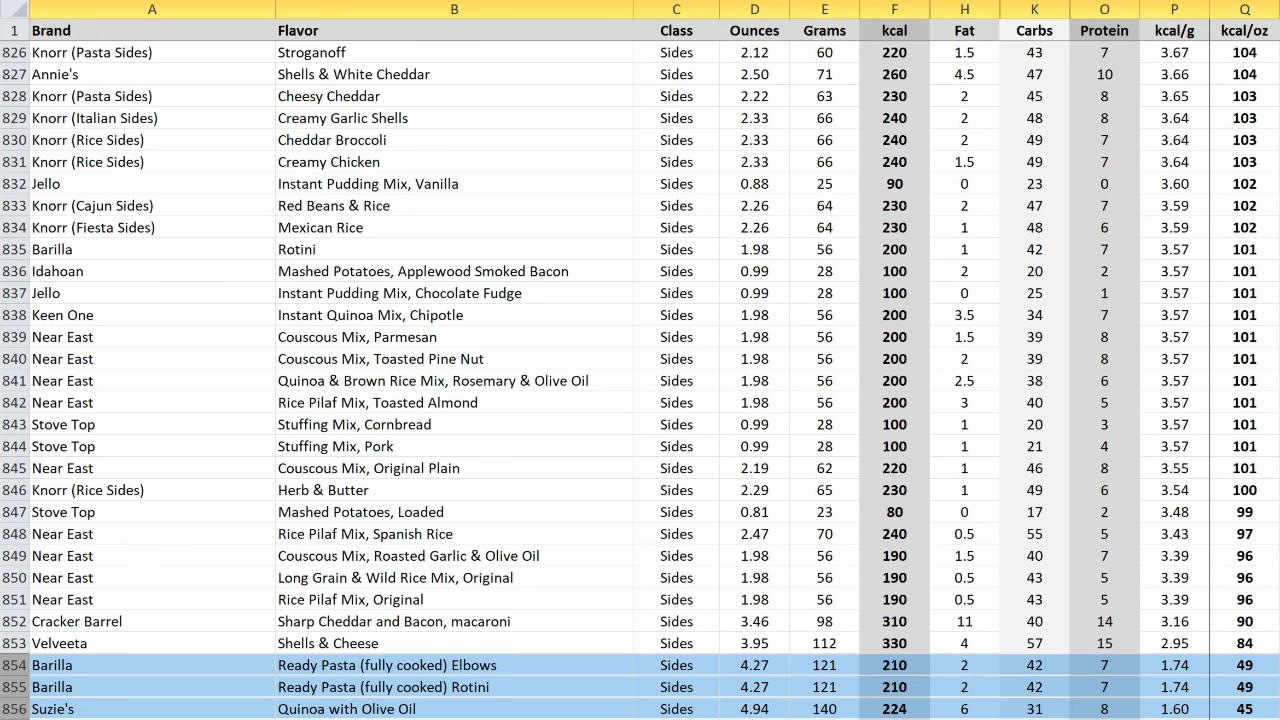 A B C D E F H K O P Q
1 Brand Flavor Class Ounces Grams kcal Fat Carbs Protein kcal/g kcal/oz
826 Knorr (Pasta Sides) Stroganoff Sides 2.12 60 220 1.5 43 7 3.67 104
827 Annie's Shells & White Cheddar Sides 2.50 71 260 4.5 47 10 3.66 104
828 Knorr (Pasta Sides) Cheesy Cheddar Sides 2.22 63 230 2 45 8 3.65 103
829 Knorr (Italian Sides) Creamy Garlic Shells Sides 2.33 66 240 2 48 8 3.64 103
830 Knorr (Rice Sides) Cheddar Broccoli Sides 2.33 66 240 2 49 7 3.64 103
831 Knorr (Rice Sides) Creamy Chicken Sides 2.33 66 240 1.5 49 7 3.64 103
832 Jello Instant Pudding Mix, Vanilla Sides 0.88 25 90 0 23 0 3.60 102
833 Knorr (Cajun Sides) Red Beans & Rice Sides 2.26 64 230 2 47 7 3.59 102
834 Knorr (Fiesta Sides) Mexican Rice Sides 2.26 64 230 1 48 6 3.59 102
835 Barilla Rotini Sides 1.98 56 200 1 42 7 3.57 101
836 Idahoan Mashed Potatoes, Applewood Smoked Bacon Sides 0.99 28 100 2 20 2 3.57 101
837 Jello Instant Pudding Mix, Chocolate Fudge Sides 0.99 28 100 0 25 1 3.57 101
838 Keen One Instant Quinoa Mix, Chipotle Sides 1.98 56 200 3.5 34 7 3.57 101
839 Near East Couscous Mix, Parmesan Sides 1.98 56 200 1.5 39 8 3.57 101
840 Near East Couscous Mix, Toasted Pine Nut Sides 1.98 56 200 2 39 8 3.57 101
841 Near East Quinoa & Brown Rice Mix, Rosemary & Olive Oil Sides 1.98 56 200 2.5 38 6 3.57 101
842 Near East Rice Pilaf Mix, Toasted Almond Sides 1.98 56 200 3 40 5 3.57 101
843 Stove Top Stuffing Mix, Cornbread Sides 0.99 28 100 1 20 3 3.57 101
844 Stove Top Stuffing Mix, Pork Sides 0.99 28 100 1 21 4 3.57 101
845 Near East Couscous Mix, Original Plain Sides 2.19 62 220 1 46 8 3.55 101
846 Knorr (Rice Sides) Herb & Butter Sides 2.29 65 230 1 49 6 3.54 100
847 Stove Top Mashed Potatoes, Loaded Sides 0.81 23 80 0 17 2 3.48 99
848 Near East Rice Pilaf Mix, Spanish Rice Sides 2.47 70 240 0.5 55 5 3.43 97
849 Near East Couscous Mix, Roasted Garlic & Olive Oil Sides 1.98 56 190 1.5 40 7 3.39 96
850 Near East Long Grain & Wild Rice Mix, Original Sides 1.98 56 190 0.5 43 5 3.39 96
851 Near East Rice Pilaf Mix, Original Sides 1.98 56 190 0.5 43 5 3.39 96
852 Cracker Barrel Sharp Cheddar and Bacon, macaroni Sides 3.46 98 310 11 40 14 3.16 90
853 Velveeta Shells & Cheese Sides 3.95 112 330 4 57 15 2.95 84
854 Barilla Ready Pasta (fully cooked) Elbows Sides 4.27 121 210 2 42 7 1.74 49
855 Barilla Ready Pasta (fully cooked) Rotini Sides 4.27 121 210 2 42 7 1.74 49
856 Suzie's Quinoa with Olive Oil Sides 4.94 140 224 6 31 8 1.60 45